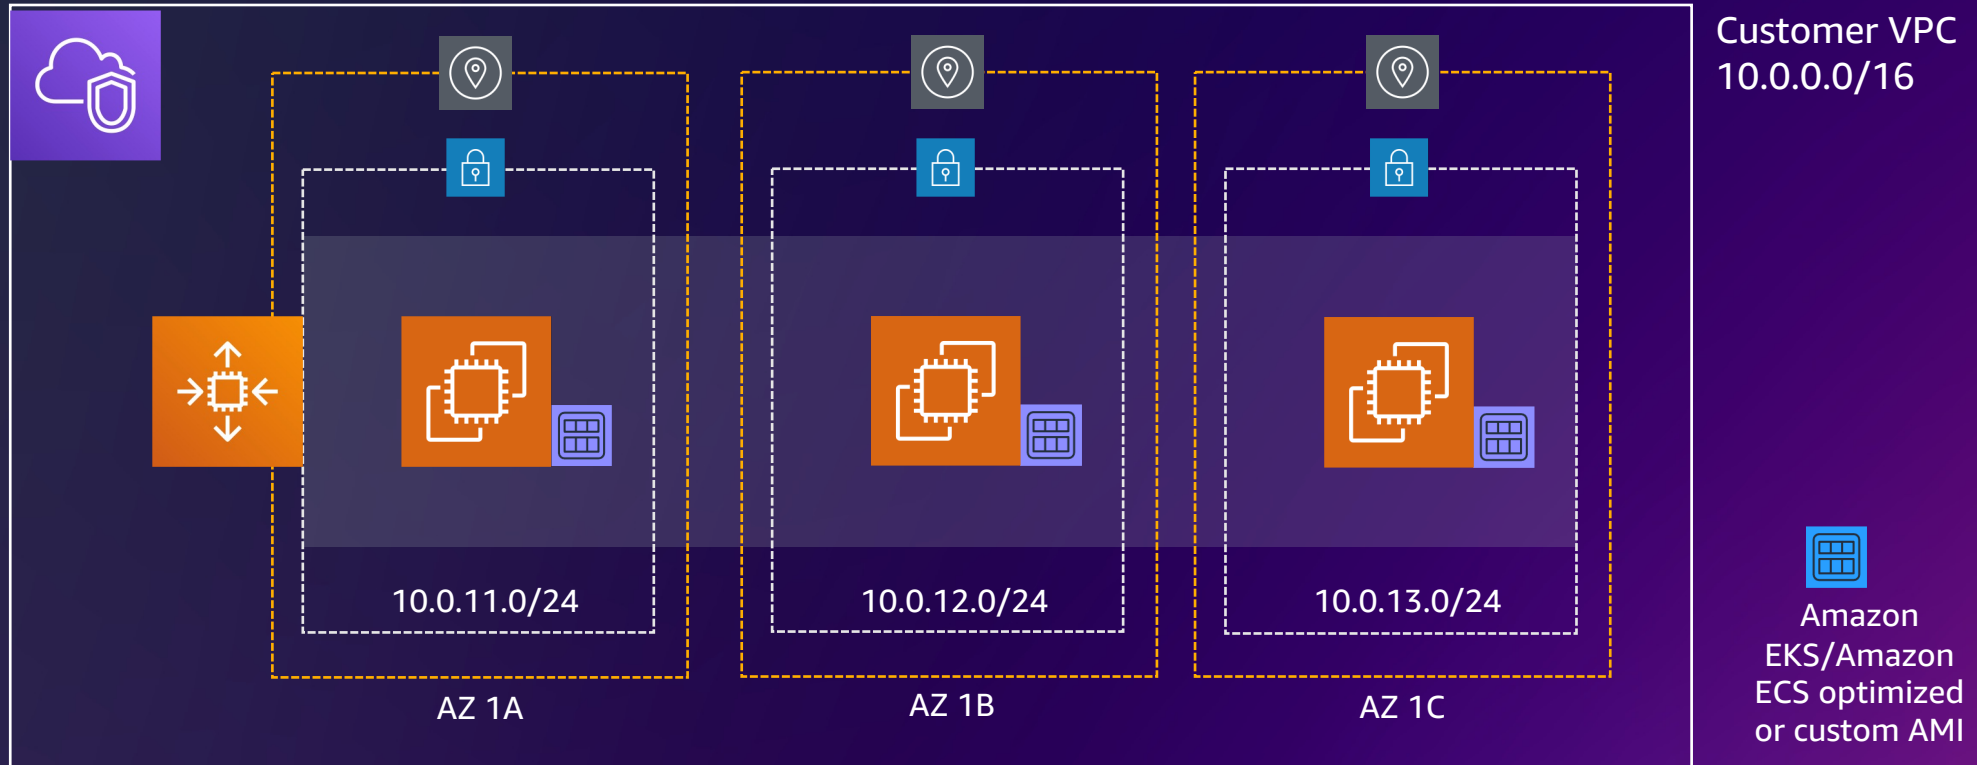 Customer VPC
10.0.0.0/16
10.0.11.0/24
10.0.12.0/24
10.0.13.0/24
AZ 1A
AZ 1B
AZ 1C
Amazon
EKS/Amazon
ECS optimized
or custom AMI